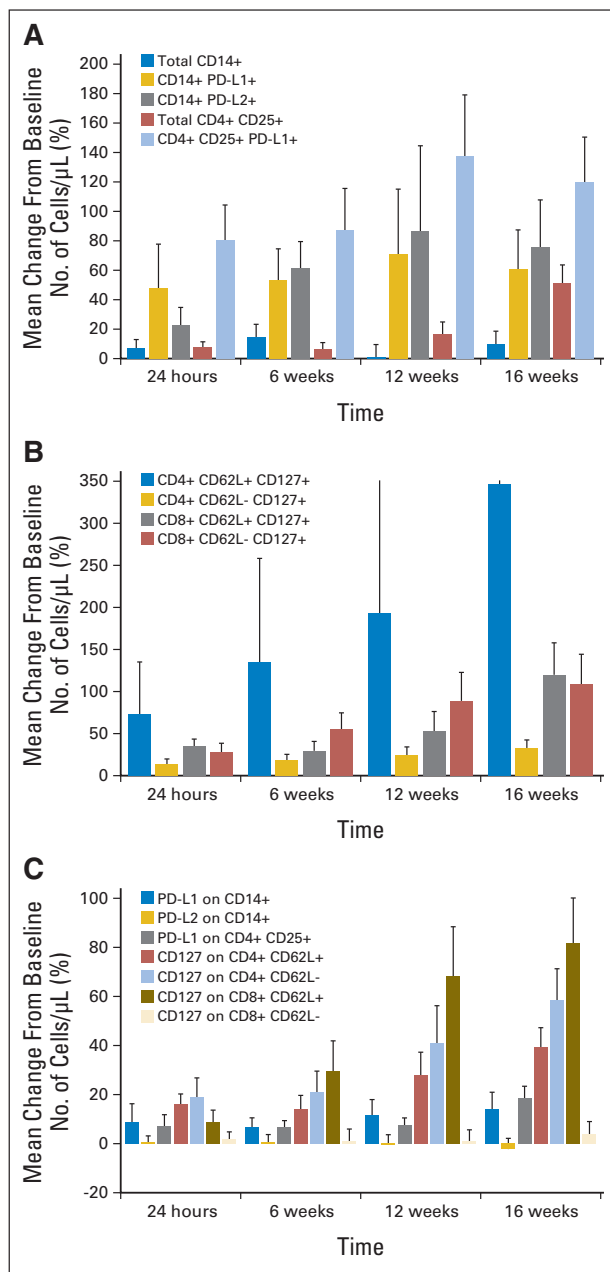 A
Total CD14+
CD14+ PD-L1+
CD14+ PD-L2+
Total CD4+ CD25+
CD4+ CD25+ PD-L1+
Mean Change From Baseline
No. of Cells/µL (%)
200
180
160
140
120
100
80
60
40
20
0
24 hours 6 weeks 12 weeks 16 weeks
Time
B
CD4+ CD62L+ CD127+
CD4+ CD62L- CD127+
CD8+ CD62L+ CD127+
CD8+ CD62L- CD127+
Mean Change From Baseline
No. of Cells/µL (%)
350
300
250
200
150
100
50
0
24 hours 6 weeks 12 weeks 16 weeks
Time
C
PD-L1 on CD14+
PD-L2 on CD14+
PD-L1 on CD4+ CD25+
CD127 on CD4+ CD62L+
CD127 on CD4+ CD62L-
CD127 on CD8+ CD62L+
CD127 on CD8+ CD62L-
Mean Change From Baseline
No. of Cells/µL (%)
100
80
60
40
20
0
-20
24 hours 6 weeks 12 weeks 16 weeks
Time